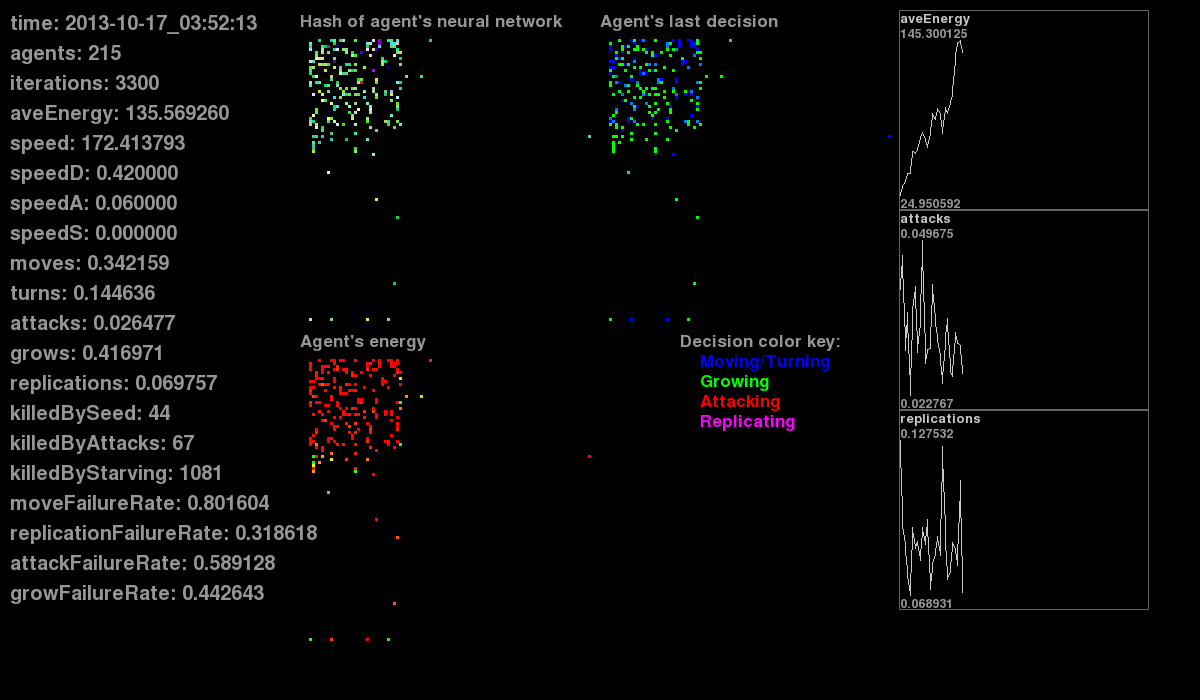 time: 2013-10-17_03:52:13
agents: 215
iterations: 3300
aveEnergy: 135.569260
speed: 172.413793
speedD: 0.420000
speedA: 0.060000
speedS: 0.000000
moves: 0.342159
turns: 0.144636
attacks: 0.026477
grows: 0.416971
replications: 0.069757
killedBySeed: 44
killedByAttacks: 67
killedByStarving: 1081
moveFailureRate: 0.801604
replicationFailureRate: 0.318618
attackFailureRate: 0.589128
growFailureRate: 0.442643
Hash of agent's neural network
Agent's last decision
Agent's energy
Decision color key:
Moving/Turning
Growing
Attacking
Replicating
aveEnergy
145.300125
24.950592
attacks
0.049675
0.022767
replications
0.127532
0.068931